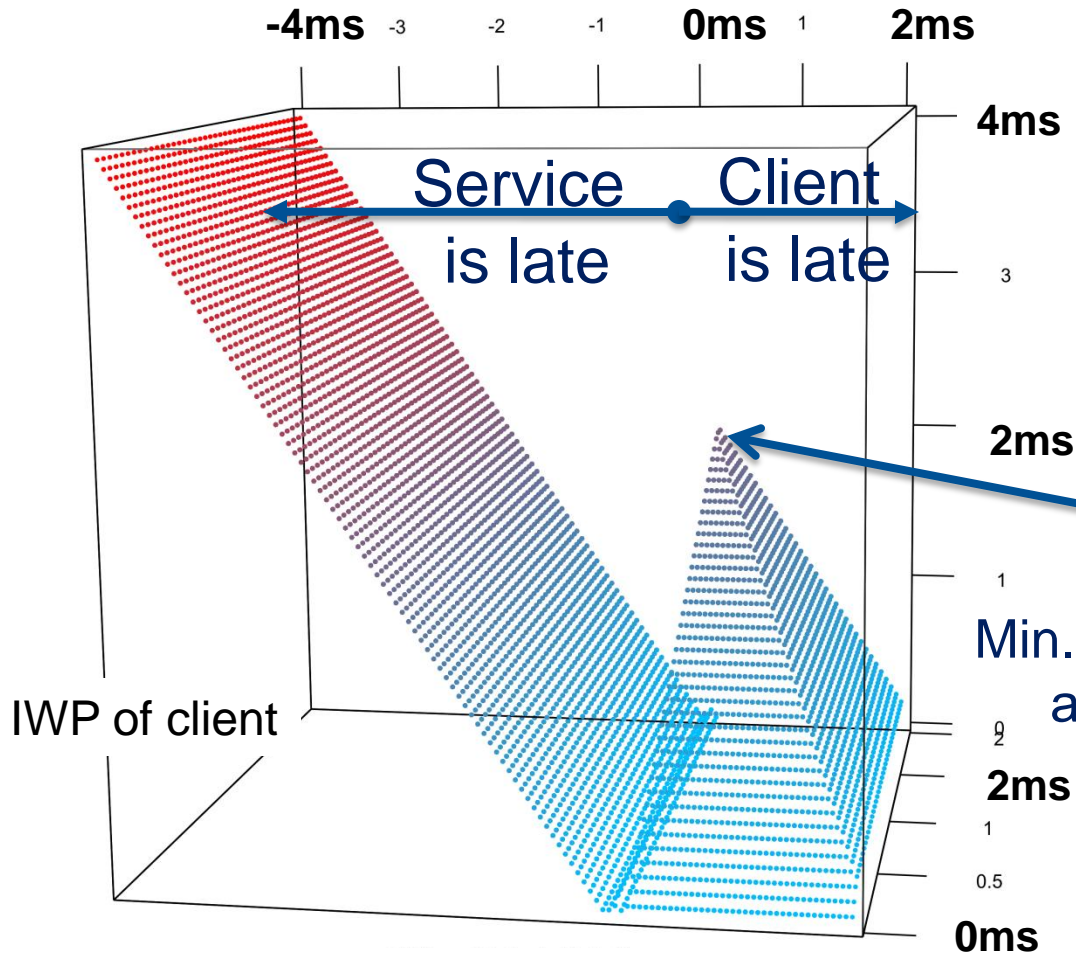 -4ms -3 -2 -1 0ms 1 2ms
4ms
Service Client
is late is late
3
2ms
1
Min.
a
IWP of client
0
2
2ms
1
0.5
0ms